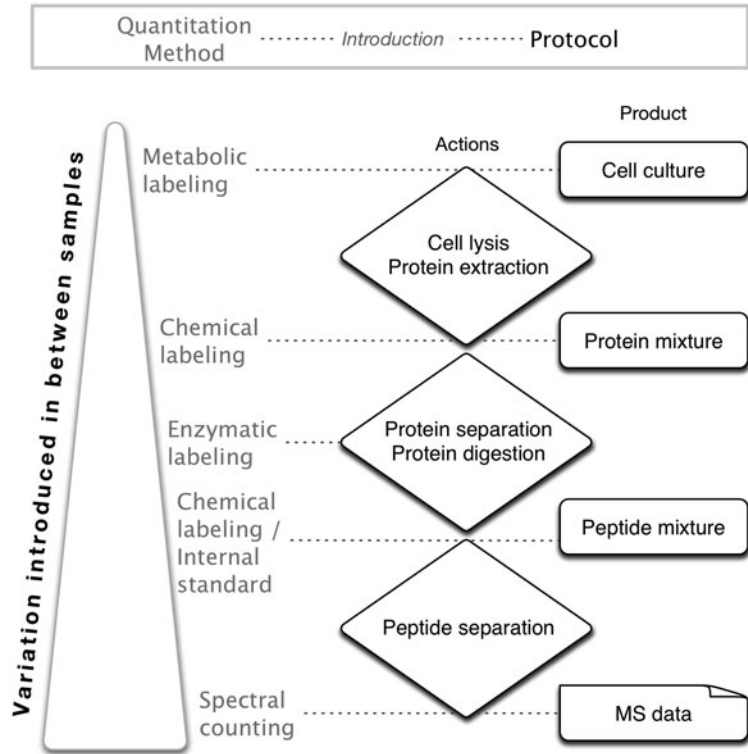 Quantitation
Method
Introduction
Protocol
Product
Actions
Metabolic
labeling
Cell culture
Cell lysis
Protein extraction
Chemical
labeling
Protein mixture
Enzymatic
labeling
Protein separation
Protein digestion
Chemical
labeling /
Internal
standard
Peptide mixture
Peptide separation
Spectral
counting
MS data
Variation introduced in between samples